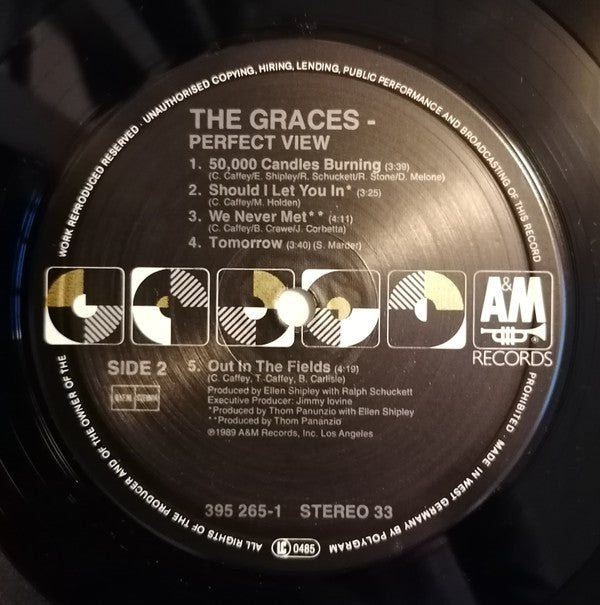 WORK REPRODUCED RESERVED · UNAUTHORISED COPYING, HIRING, LENDING, PUBLIC PERFORMANCE AND BROADCASTING OF THIS RECORD
PROHIBITED · MADE IN WEST GERMANY BY POLYGRAM
ALL RIGHTS OF THE PRODUCER AND OF THE OWNER OF THE
THE GRACES -
PERFECT VIEW
1. 50,000 Candles Burning (3:39)
(C. Caffey/E. Shipley/R. Schuckett/R. Stone/D. Melone)
2. Should I Let You In* (3:25)
(C. Caffey/M. Holden)
3. We Never Met** (4:11)
(C. Caffey/B. Crewe/J. Corbetta)
4. Tomorrow (3:40) (S. Marder)
A&M
RECORDS
SIDE 2
5. Out In The Fields (4:19)
(C. Caffey, T. Caffey, B. Carlisle)
Produced by Ellen Shipley with Ralph Schuckett
Executive Producer: Jimmy Iovine
*Produced by Thom Panunzio with Ellen Shipley
**Produced by Thom Pananzio
℗1989 A&M Records, Inc. Los Angeles
BIEM STEMRA
395 265-1 STEREO 33
LC 0485